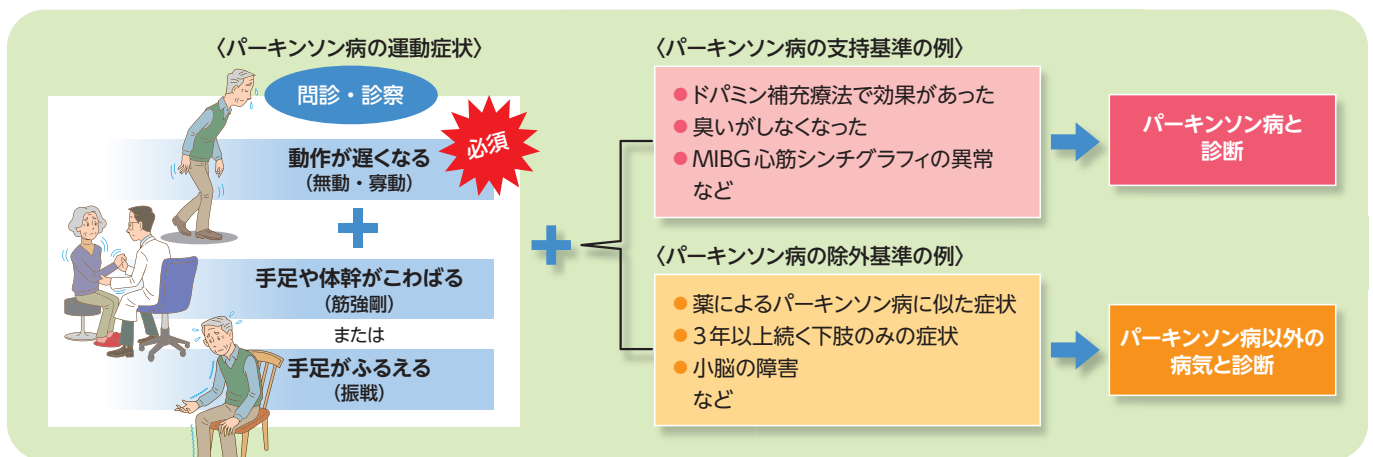 〈パーキンソン病の運動症状〉
問診・診察
必須
動作が遅くなる
(無動・寡動)
手足や体幹がこわばる
(筋強剛)
または
手足がふるえる
(振戦)
〈パーキンソン病の支持基準の例〉
●ドパミン補充療法で効果があった
●臭いがしなくなった
●MIBG心筋シンチグラフィの異常
など
パーキンソン病と
診断
〈パーキンソン病の除外基準の例〉
●薬によるパーキンソン病に似た症状
●3年以上続く下肢のみの症状
●小脳の障害
など
パーキンソン病以外の
病気と診断